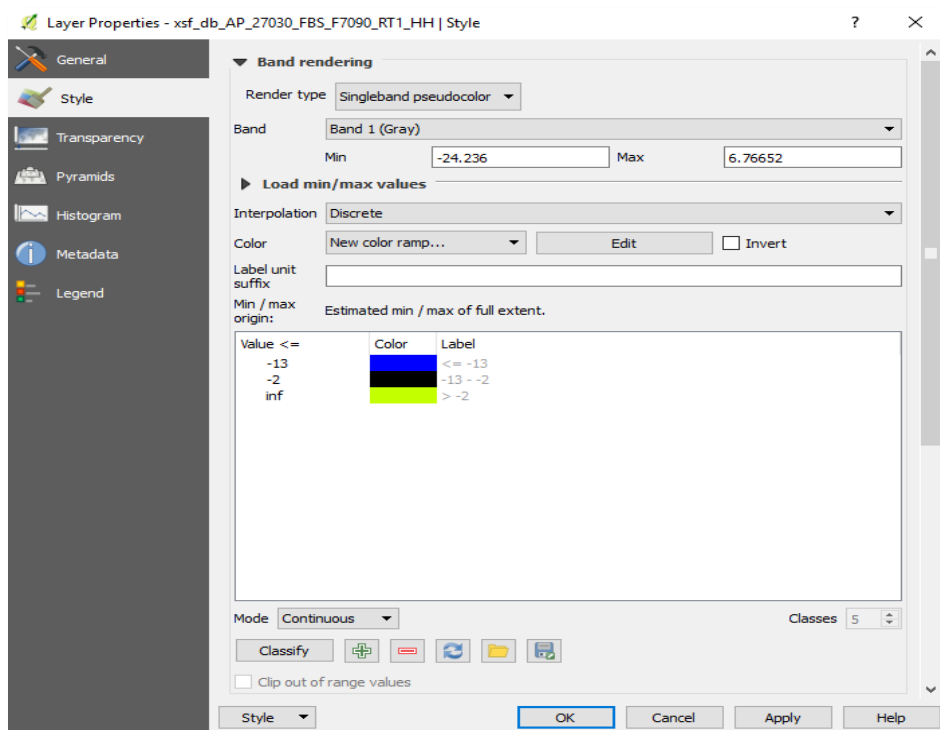 Layer Properties - xsf_db_AP_27030_FBS_F7090_RT1_HH | Style
?
General
Style
Transparency
Pyramids
Histogram
Metadata
Legend
Band rendering
Render type Singleband pseudocolor
Band Band 1 (Gray)
Min -24.236 Max 6.76652
Load min/max values
Interpolation Discrete
Color New color ramp... Edit Invert
Label unit
suffix
Min / max
origin: Estimated min / max of full extent.
Value <= Color Label
-13 <= -13
-2 -13 - -2
inf > -2
Mode Continuous Classes 5
Classify
Clip out of range values
Style OK Cancel Apply Help